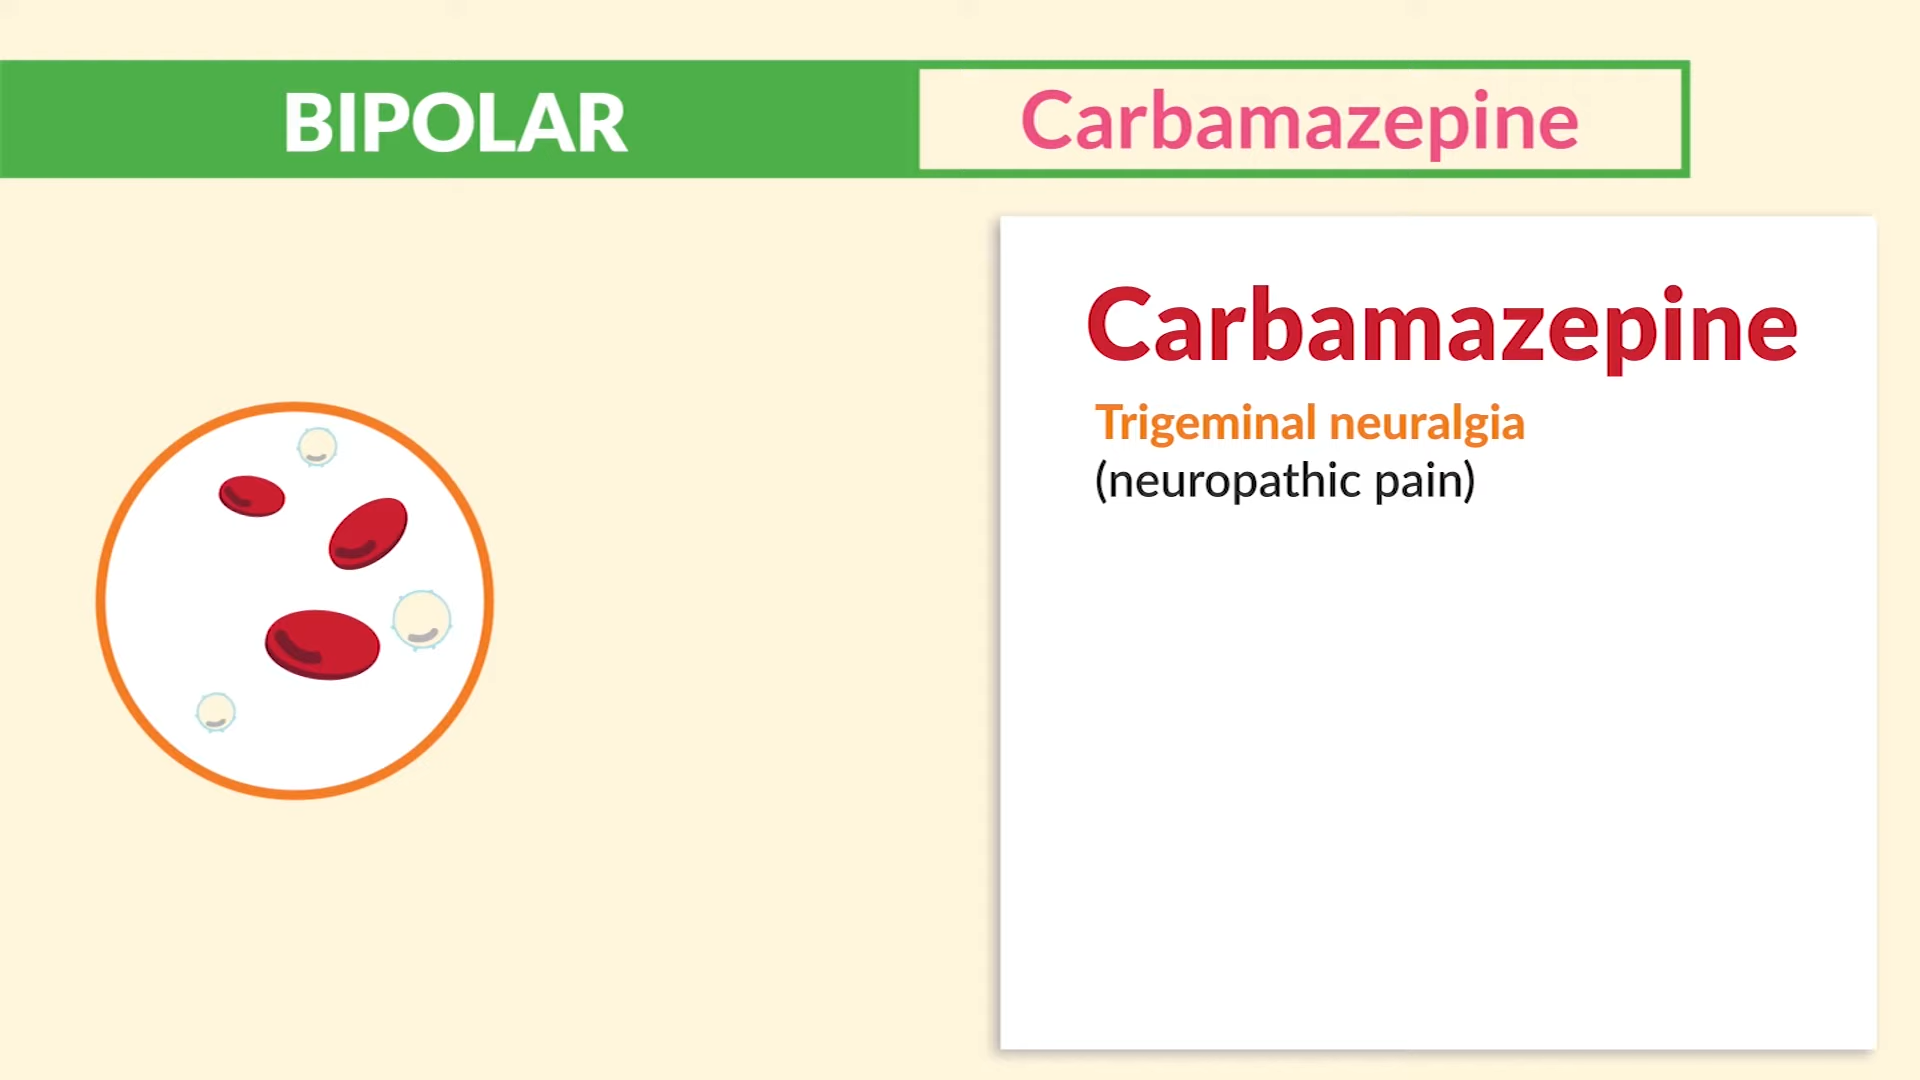 BIPOLAR
Carbamazepine
Carbamazepine
Trigeminal neuralgia
(neuropathic pain)